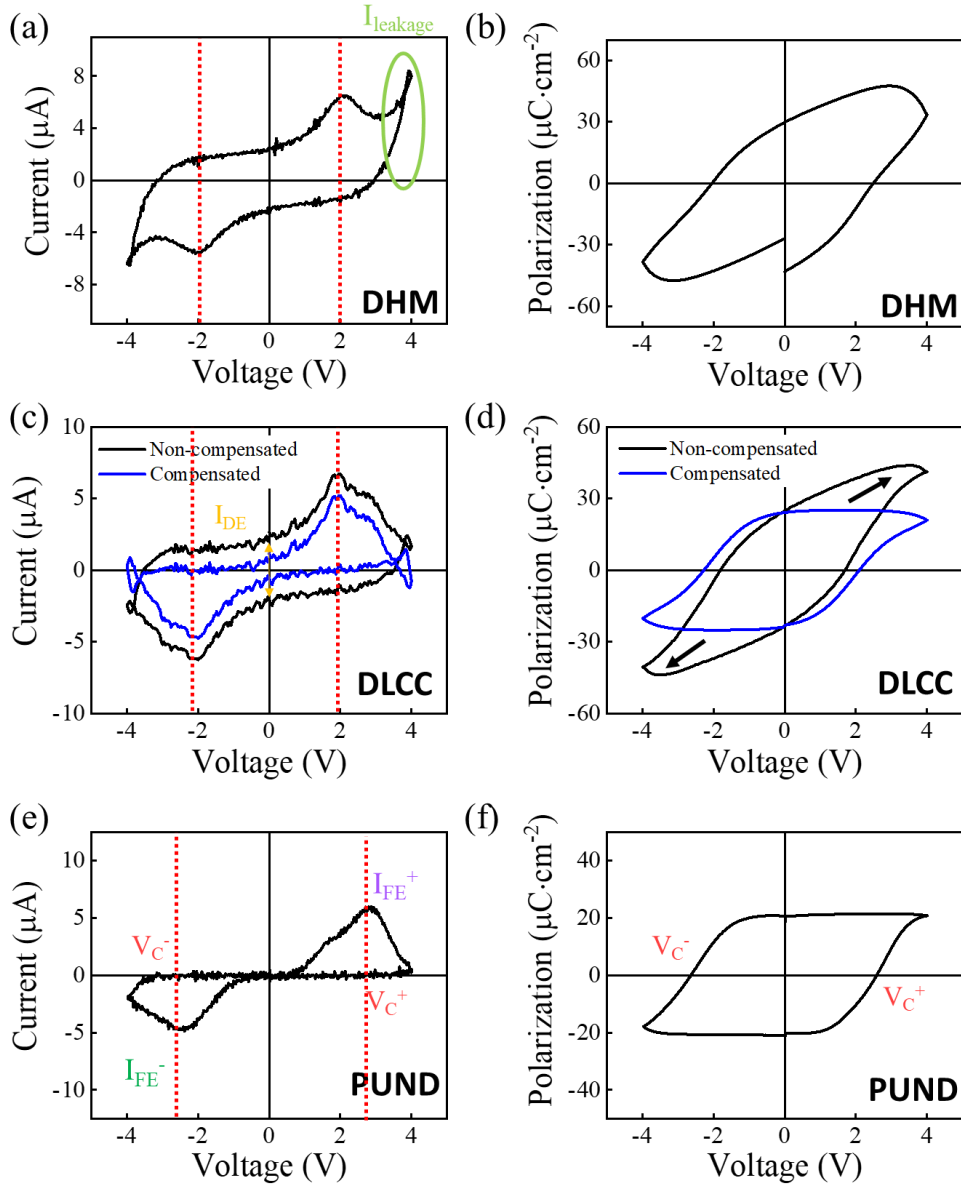 (a)
I_leakage
Current (μA)
8
4
0
-4
-8
-4
-2
0
2
4
Voltage (V)
DHM
(b)
Polarization (μC·cm⁻²)
60
30
0
-30
-60
-4
-2
0
2
4
Voltage (V)
DHM
(c)
Current (μA)
10
5
0
-5
-10
Non-compensated
Compensated
I_DE
-4
-2
0
2
4
Voltage (V)
DLCC
(d)
Polarization (μC·cm⁻²)
60
30
0
-30
-60
Non-compensated
Compensated
-4
-2
0
2
4
Voltage (V)
DLCC
(e)
Current (μA)
10
5
0
-5
-10
I_FE⁺
V_C⁻
V_C⁺
I_FE⁻
-4
-2
0
2
4
Voltage (V)
PUND
(f)
Polarization (μC·cm⁻²)
40
20
0
-20
-40
V_C⁻
V_C⁺
-4
-2
0
2
4
Voltage (V)
PUND